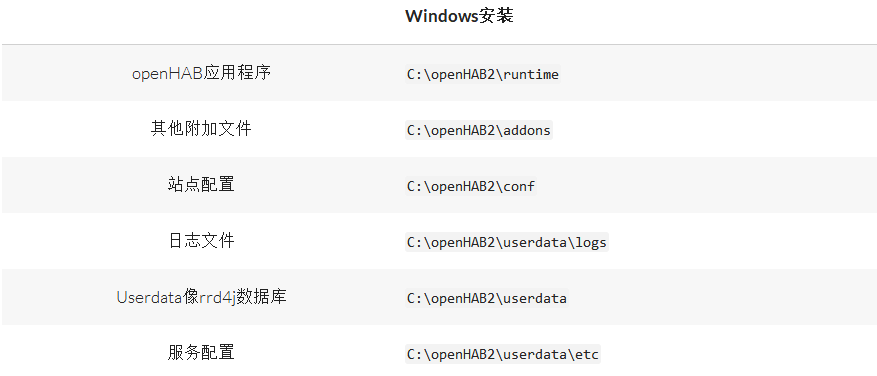 Windows安装
openHAB应用程序 C:\openHAB2\runtime
其他附加文件 C:\openHAB2\addons
站点配置 C:\openHAB2\conf
日志文件 C:\openHAB2\userdata\logs
Userdata像rrd4j数据库 C:\openHAB2\userdata
服务配置 C:\openHAB2\userdata\etc